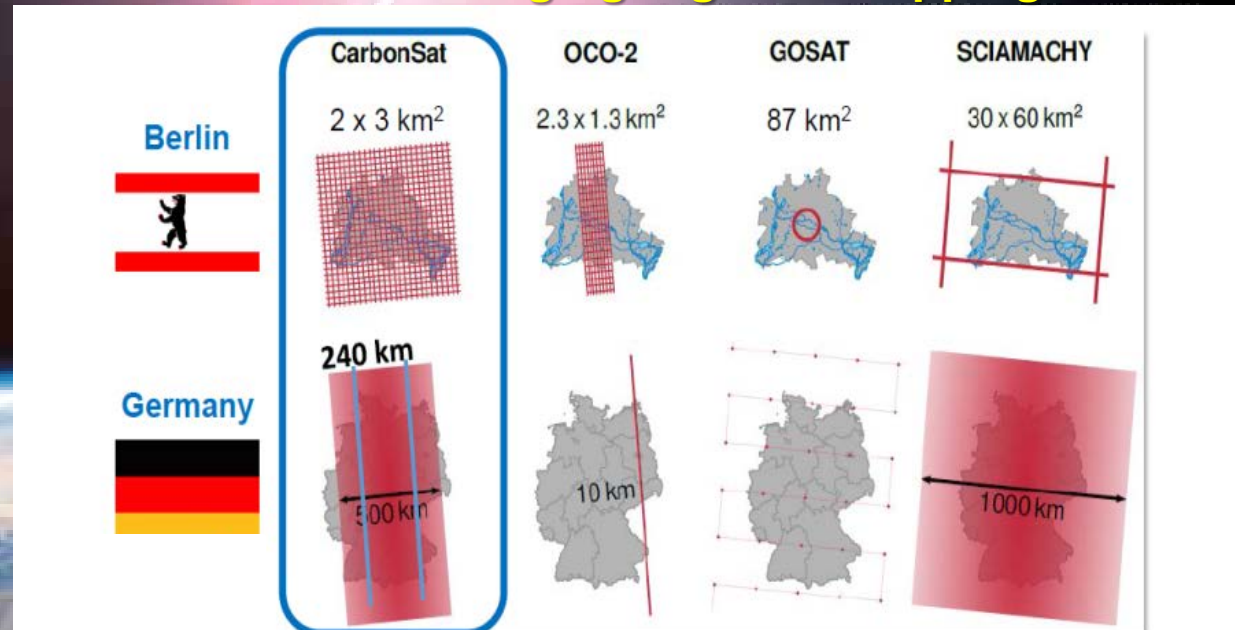 CarbonSat OCO-2 GOSAT SCIAMACHY
2 x 3 km² 2.3 x 1.3 km² 87 km² 30 x 60 km²
Berlin
240 km
Germany
500 km 10 km 1000 km